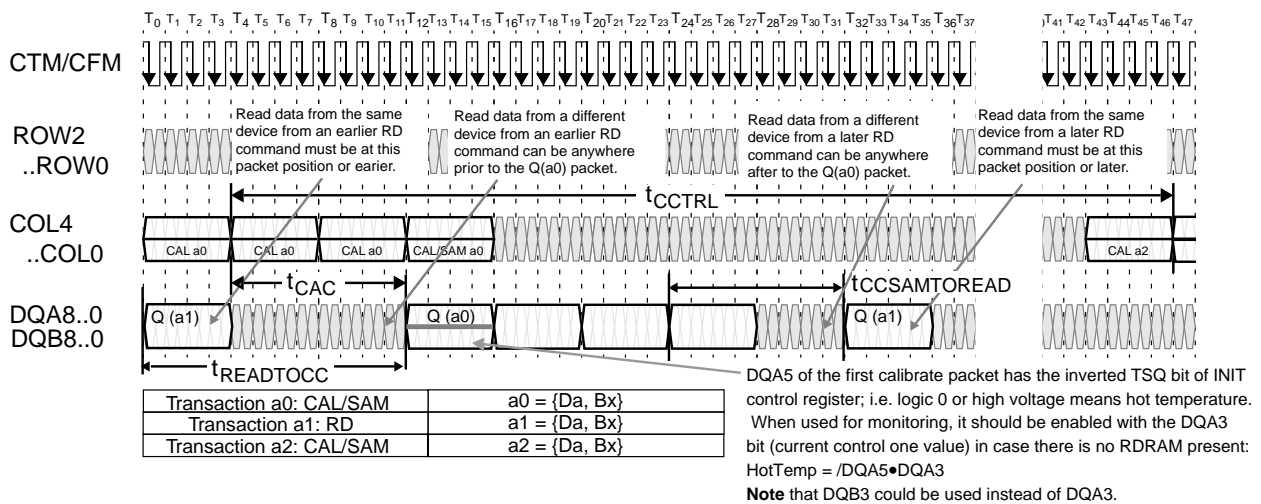 T0 T1 T2 T3 T4 T5 T6 T7 T8 T9 T10 T11 T12 T13 T14 T15 T16 T17 T18 T19 T20 T21 T22 T23 T24 T25 T26 T27 T28 T29 T30 T31 T32 T33 T34 T35 T36 T37 T41 T42 T43 T44 T45 T46 T47
CTM/CFM
ROW2
..ROW0
Read data from the same
device from an earlier RD
command must be at this
packet position or earier.
Read data from a different
device from an earlier RD
command can be anywhere
prior to the Q(a0) packet.
Read data from a different
device from a later RD
command can be anywhere
after to the Q(a0) packet.
Read data from the same
device from a later RD
command must be at this
packet position or later.
tCCTRL
COL4
..COL0
CAL a0 CAL a0 CAL a0 CAL/SAM a0 CAL a2
tCAC
tCCSAMTOREAD
DQA8..0
DQB8..0
Q (a1) Q (a0) Q (a1)
tREADTOCC
Transaction a0: CAL/SAM a0 = {Da, Bx}
Transaction a1: RD a1 = {Da, Bx}
Transaction a2: CAL/SAM a2 = {Da, Bx}
DQA5 of the first calibrate packet has the inverted TSQ bit of INIT
control register; i.e. logic 0 or high voltage means hot temperature.
When used for monitoring, it should be enabled with the DQA3
bit (current control one value) in case there is no RDRAM present:
HotTemp = /DQA5•DQA3
Note that DQB3 could be used instead of DQA3.